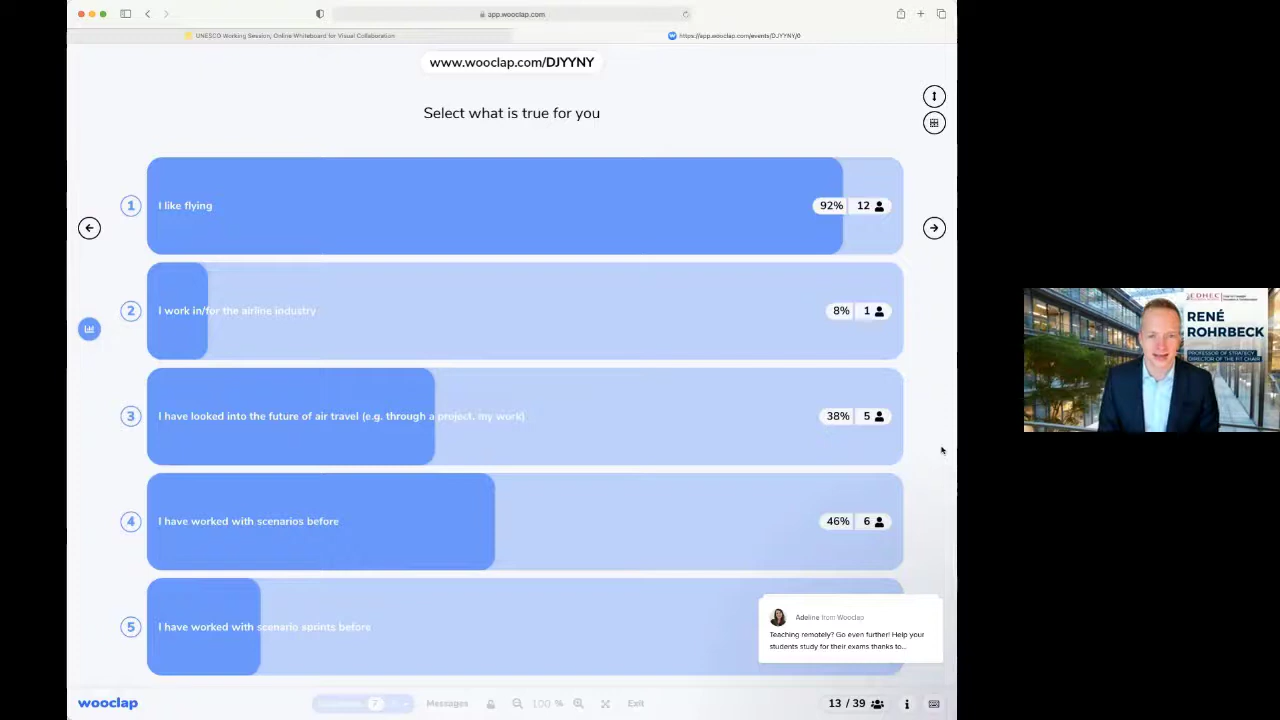 app.wooclap.com
UNESCO Working Session, Online Whiteboard for Visual Collaboration
https://app.wooclap.com/events/DJYYNY/0
www.wooclap.com/DJYYNY
Select what is true for you
1
I like flying
92% 12
2
I work in/for the airline industry
8% 1
3
I have looked into the future of air travel (e.g. through a project, my work)
38% 5
4
I have worked with scenarios before
46% 6
5
I have worked with scenario sprints before
Adeline from Wooclap
Teaching remotely? Go even further! Help your
students study for their exams thanks to...
wooclap
7
Messages
100 %
Exit
13 / 39
EDHEC
RENÉ
ROHRBECK
PROFESSOR OF STRATEGY
DIRECTOR OF THE FIT CHAIR